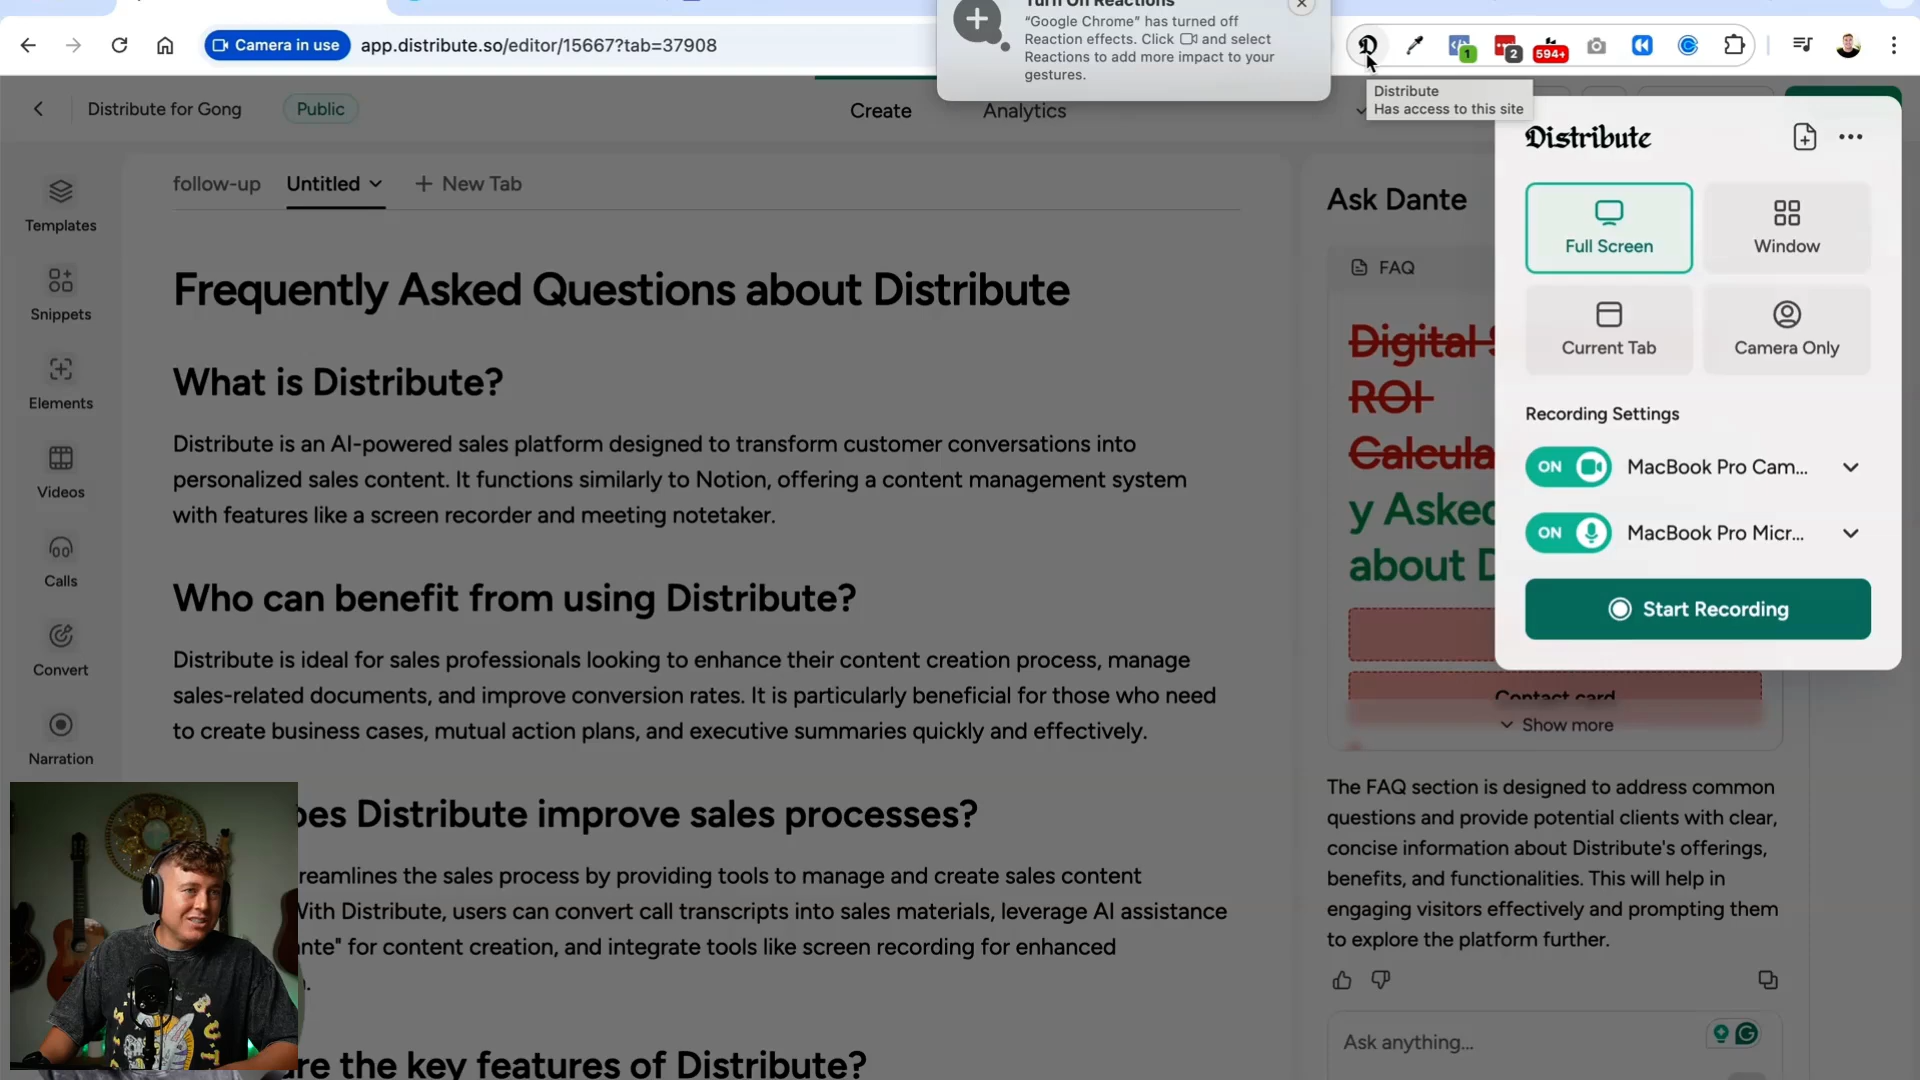 Turn On Reactions
"Google Chrome" has turned off
Reaction effects. Click and select
Reactions to add more impact to your
gestures.
Camera in use
app.distribute.so/editor/15667?tab=37908
1
2
594+
Distribute
Has access to this site
Distribute for Gong
Public
Create
Analytics
Distribute
Templates
Snippets
Elements
Videos
Calls
Convert
Narration
follow-up
Untitled
New Tab
Frequently Asked Questions about Distribute
What is Distribute?
Distribute is an AI-powered sales platform designed to transform customer conversations into
personalized sales content. It functions similarly to Notion, offering a content management system
with features like a screen recorder and meeting notetaker.
Who can benefit from using Distribute?
Distribute is ideal for sales professionals looking to enhance their content creation process, manage
sales-related documents, and improve conversion rates. It is particularly beneficial for those who need
to create business cases, mutual action plans, and executive summaries quickly and effectively.
oes Distribute improve sales processes?
reamlines the sales process by providing tools to manage and create sales content
With Distribute, users can convert call transcripts into sales materials, leverage AI assistance
ante" for content creation, and integrate tools like screen recording for enhanced
are the key features of Distribute?
Ask Dante
FAQ
Digital S
ROI
Calcula
y Asked
about D
Contact card
Show more
The FAQ section is designed to address common
questions and provide potential clients with clear,
concise information about Distribute's offerings,
benefits, and functionalities. This will help in
engaging visitors effectively and prompting them
to explore the platform further.
Ask anything...
Full Screen
Window
Current Tab
Camera Only
Recording Settings
ON
MacBook Pro Cam...
ON
MacBook Pro Micr...
Start Recording